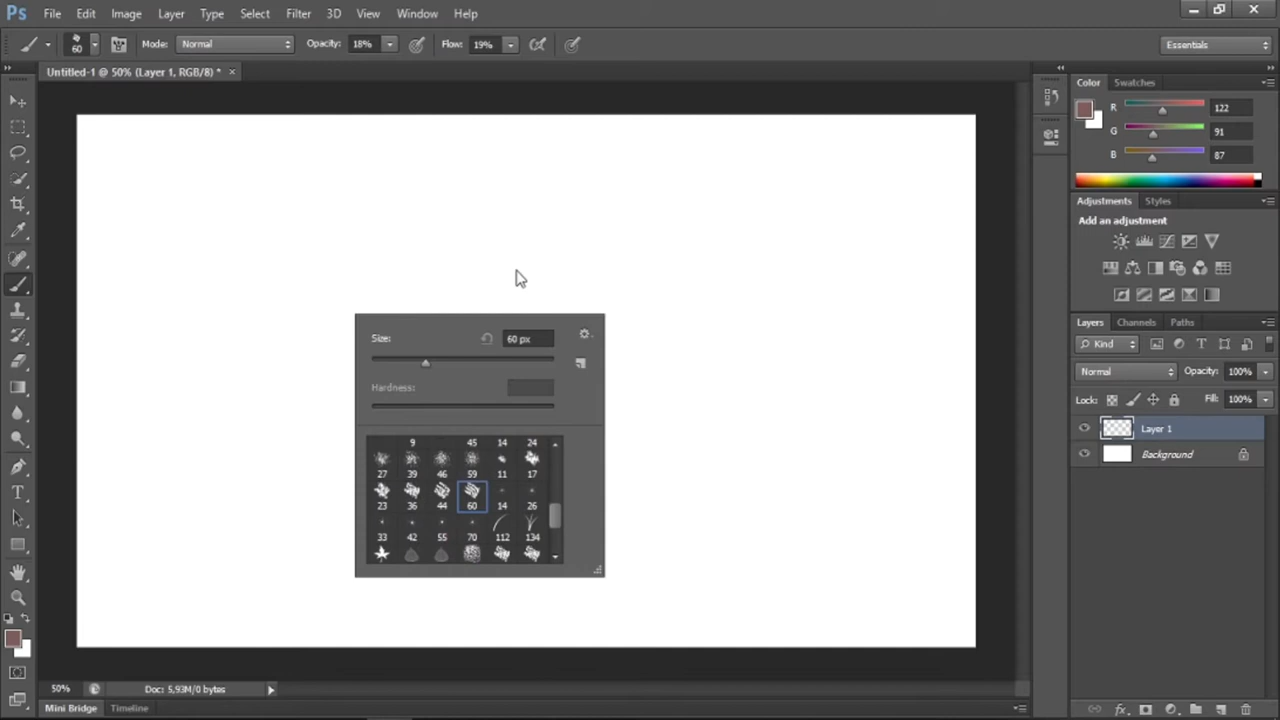 Ps File Edit Image Layer Type Select Filter 3D View Window Help
60 Mode: Normal Opacity: 18% Flow: 19% Essentials
Untitled-1 @ 50% (Layer 1, RGB/8) * ×
Color Swatches
R 122
G 91
B 87
Adjustments Styles
Add an adjustment
Layers Channels Paths
Kind
Normal Opacity: 100%
Lock: Fill: 100%
Layer 1
Background
Size: 60 px
Hardness:
9 45 14 24
27 39 46 59 11 17
23 36 44 60 14 26
33 42 55 70 112 134
50% Doc: 5,93M/0 bytes
Mini Bridge Timeline